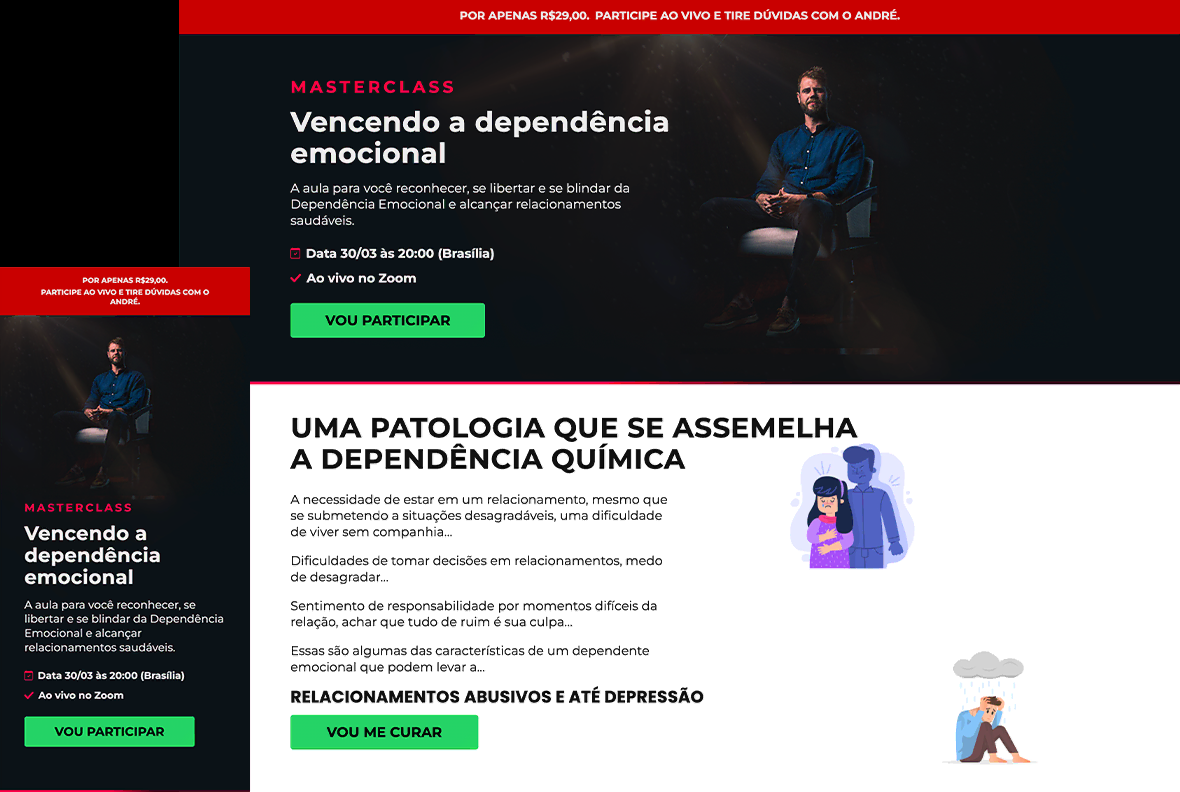 POR APENAS R$29,00. PARTICIPE AO VIVO E TIRE DÚVIDAS COM O ANDRÉ.
MASTERCLASS
Vencendo a dependência
emocional
A aula para você reconhecer, se libertar e se blindar da
Dependência Emocional e alcançar relacionamentos
saudáveis.
Data 30/03 às 20:00 (Brasília)
Ao vivo no Zoom
VOU PARTICIPAR
POR APENAS R$29,00.
PARTICIPE AO VIVO E TIRE DÚVIDAS COM O
ANDRÉ.
MASTERCLASS
Vencendo a
dependência
emocional
A aula para você reconhecer, se
libertar e se blindar da Dependência
Emocional e alcançar
relacionamentos saudáveis.
Data 30/03 às 20:00 (Brasília)
Ao vivo no Zoom
VOU PARTICIPAR
UMA PATOLOGIA QUE SE ASSEMELHA
A DEPENDÊNCIA QUÍMICA
A necessidade de estar em um relacionamento, mesmo que
se submetendo a situações desagradáveis, uma dificuldade
de viver sem companhia...
Dificuldades de tomar decisões em relacionamentos, medo
de desagradar...
Sentimento de responsabilidade por momentos difíceis da
relação, achar que tudo de ruim é sua culpa...
Essas são algumas das características de um dependente
emocional que podem levar a...
RELACIONAMENTOS ABUSIVOS E ATÉ DEPRESSÃO
VOU ME CURAR